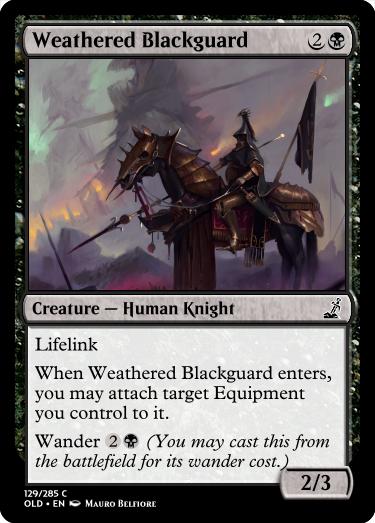 Weathered Blackguard 2
Creature — Human Knight
Lifelink
When Weathered Blackguard enters,
you may attach target Equipment
you control to it.
Wander 2 (You may cast this from
the battlefield for its wander cost.)
2/3
129/285 C
OLD • EN Mauro Belfiore